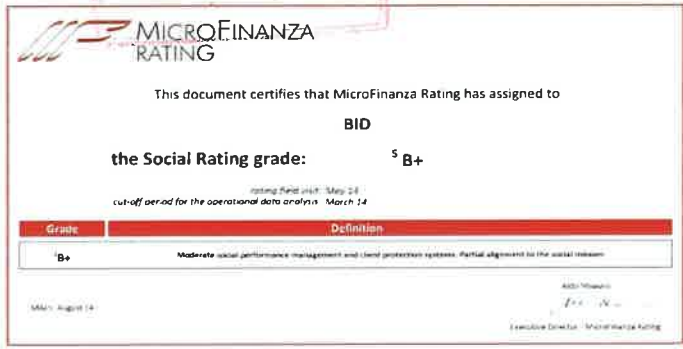 MICROFINANZA
RATING
This document certifies that MicroFinanza Rating has assigned to
BID
the Social Rating grade: S B+
rating field visit: May 14
cut-off period for the operational data analysis: March 14
Grade Definition
S B+ Moderate social performance management and client protection systems. Partial alignment to the social mission
Milan, August 14
Executive Director - MicroFinanza Rating